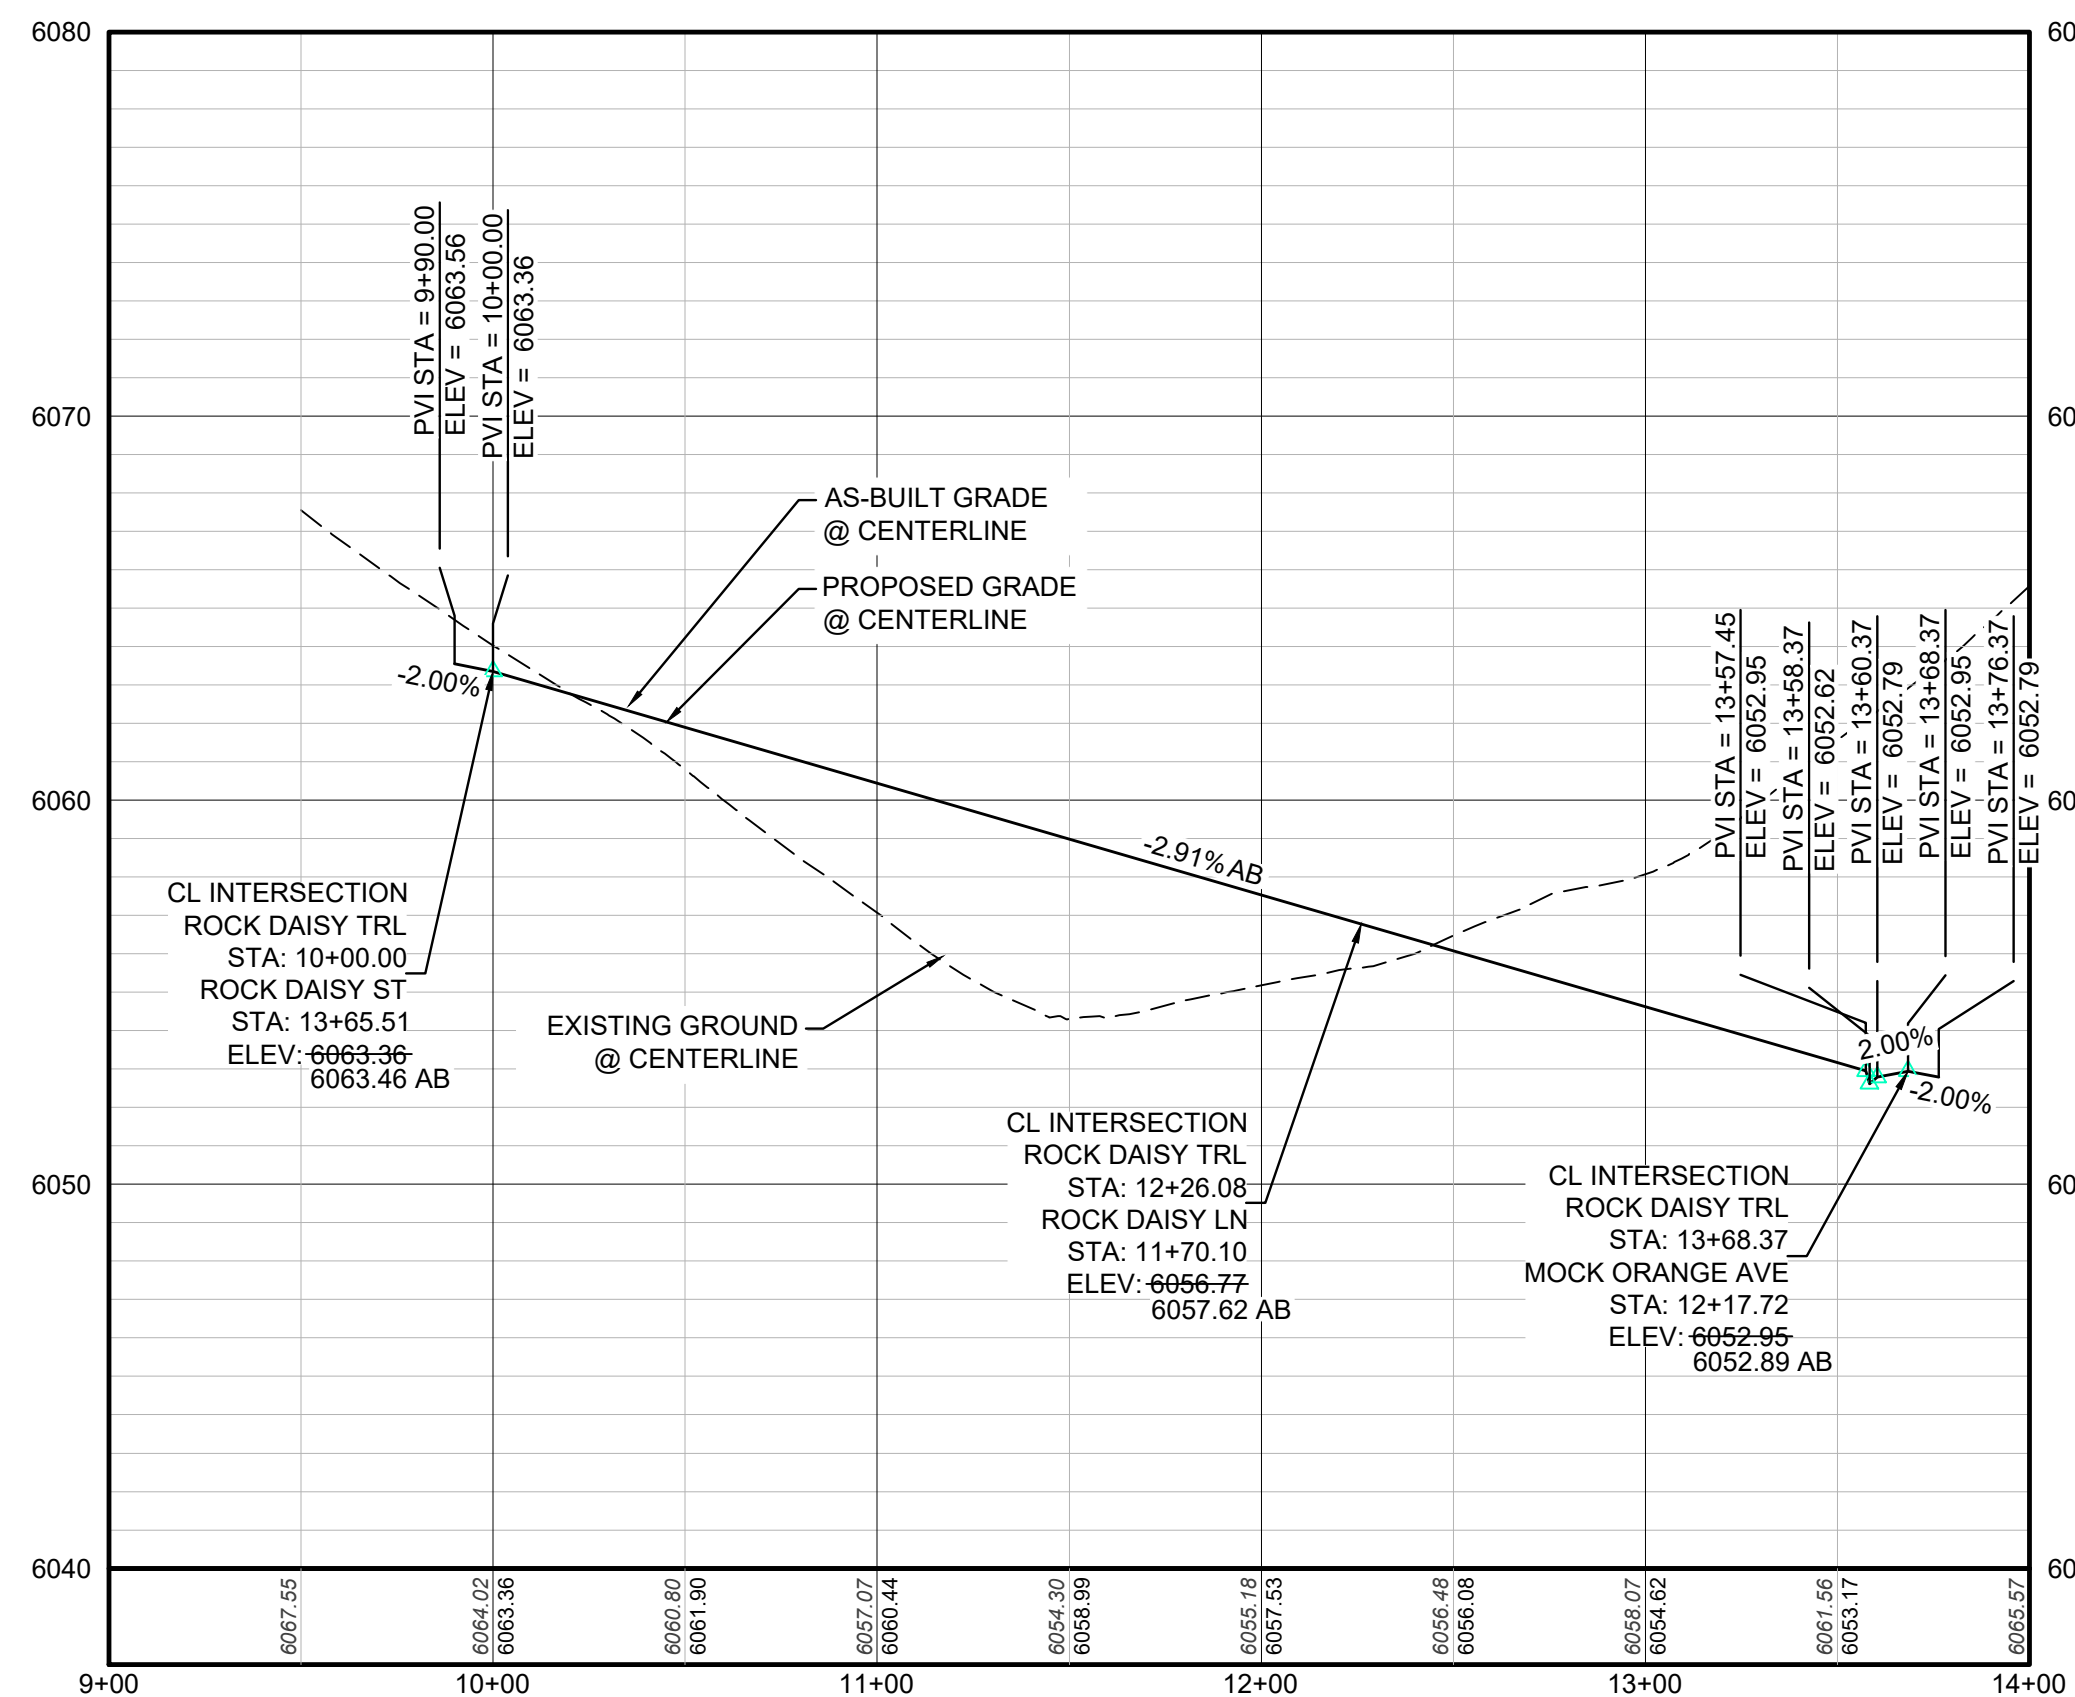 6080
60
PVI STA = 9+90.00
ELEV = 6063.56
PVI STA = 10+00.00
ELEV = 6063.36
6070
60
AS-BUILT GRADE
@ CENTERLINE
PROPOSED GRADE
@ CENTERLINE
-2.00%
PVI STA = 13+57.45
ELEV = 6052.95
PVI STA = 13+58.37
ELEV = 6052.62
PVI STA = 13+60.37
ELEV = 6052.79
PVI STA = 13+68.37
ELEV = 6052.95
PVI STA = 13+76.37
ELEV = 6052.79
6060
60
-2.91% AB
CL INTERSECTION
ROCK DAISY TRL
STA: 10+00.00
ROCK DAISY ST
STA: 13+65.51
ELEV: 6063.36
6063.46 AB
EXISTING GROUND
@ CENTERLINE
2.00%
-2.00%
CL INTERSECTION
ROCK DAISY TRL
STA: 12+26.08
ROCK DAISY LN
STA: 11+70.10
ELEV: 6056.77
6057.62 AB
CL INTERSECTION
ROCK DAISY TRL
STA: 13+68.37
MOCK ORANGE AVE
STA: 12+17.72
ELEV: 6052.95
6052.89 AB
6050
60
6040
60
6067.55
6064.02
6063.36
6060.80
6061.90
6057.07
6060.44
6054.30
6058.99
6055.18
6057.53
6056.48
6056.08
6058.07
6054.62
6061.56
6053.17
6065.57
9+00
10+00
11+00
12+00
13+00
14+00